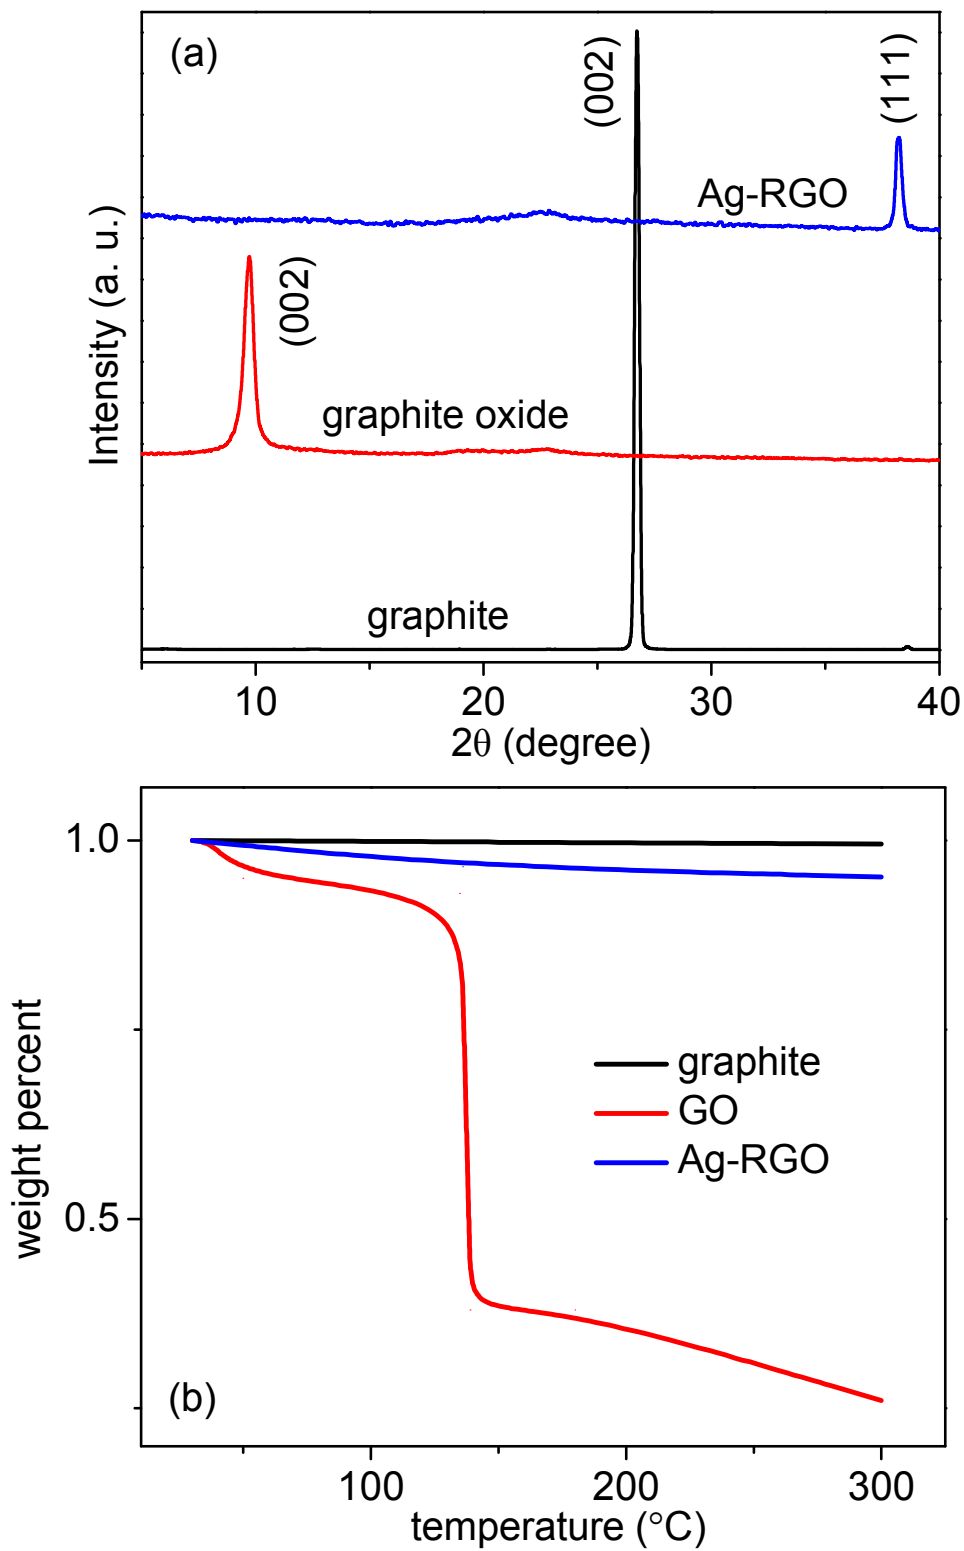 (a)
(002)
(111)
Ag-RGO
(002)
graphite oxide
graphite
Intensity (a. u.)
10 20 30 40
2θ (degree)
1.0
0.5
weight percent
graphite
GO
Ag-RGO
(b)
100 200 300
temperature (°C)